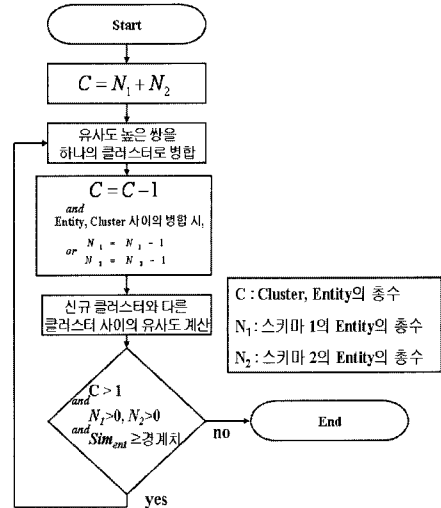 Start
C = N₁ + N₂
유사도 높은 쌍을
하나의 클러스터로 병합
C = C-1
and
Entity, Cluster 사이의 병합 시,
N ₁ = N ₁ - 1
or
N ₂ = N ₂ - 1
신규 클러스터와 다른
클러스터 사이의 유사도 계산
C : Cluster, Entity의 총수
N₁ : 스키마 1의 Entity의 총수
N₂ : 스키마 2의 Entity의 총수
C > 1
and
N₁>0, N₂>0
and
Sim_ent ≥경계치
no
End
yes